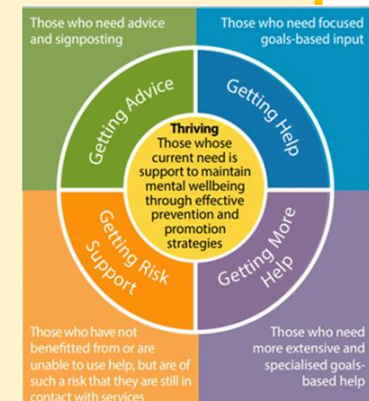 Those who need advice
and signposting
Those who need focused
goals-based input
Getting Advice
Getting Help
Thriving
Those whose
current need is
support to maintain
mental wellbeing
through effective
prevention and
promotion
strategies
Getting Risk
Support
Getting More
Help
Those who have not
benefitted from or are
unable to use help, but are of
such a risk that they are still in
contact with services
Those who need
more extensive and
specialised goals-
based help